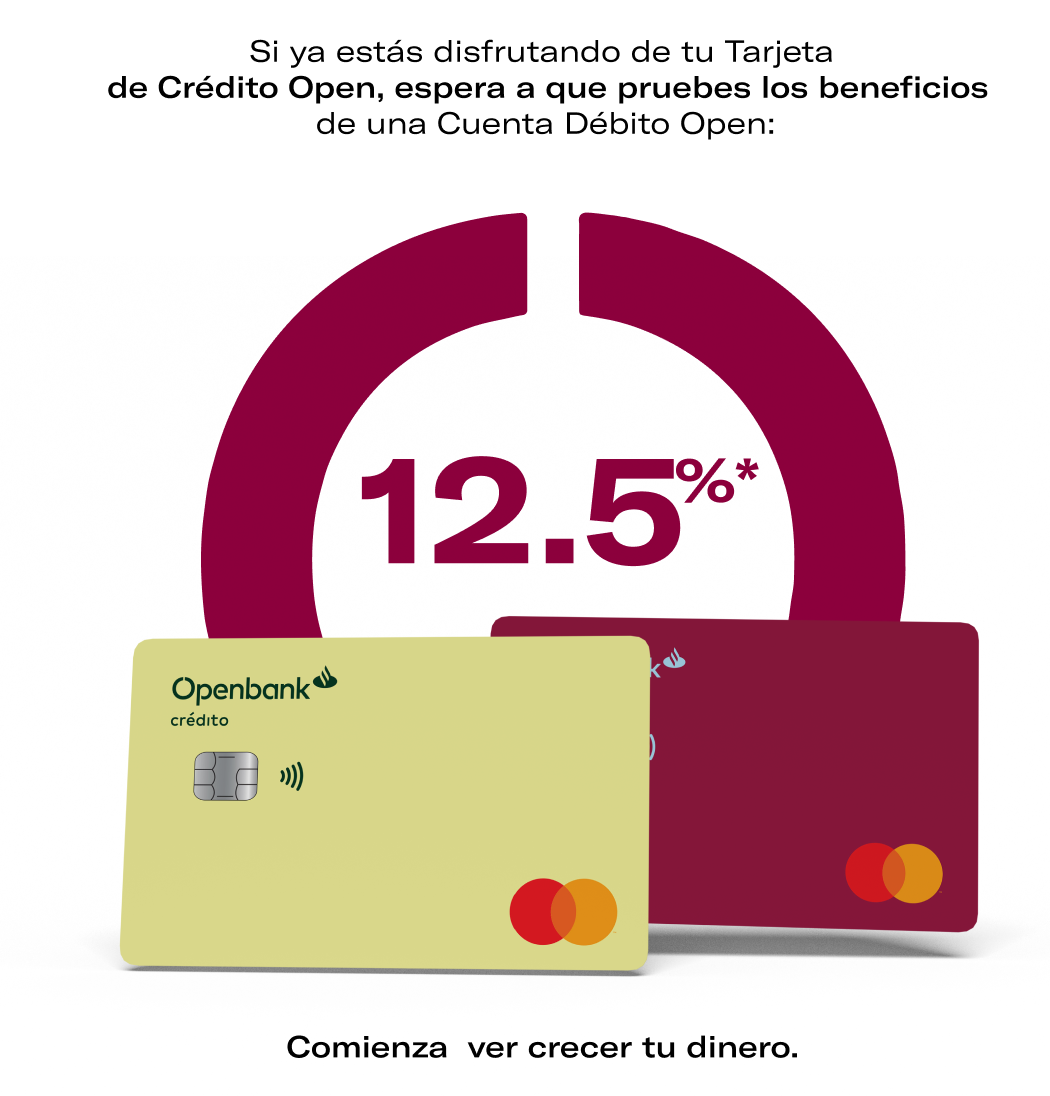 Si ya estás disfrutando de tu Tarjeta
de Crédito Open, espera a que pruebes los beneficios
de una Cuenta Débito Open:
12.5%*
Openbank
crédito
k
Comienza  ver crecer tu dinero.